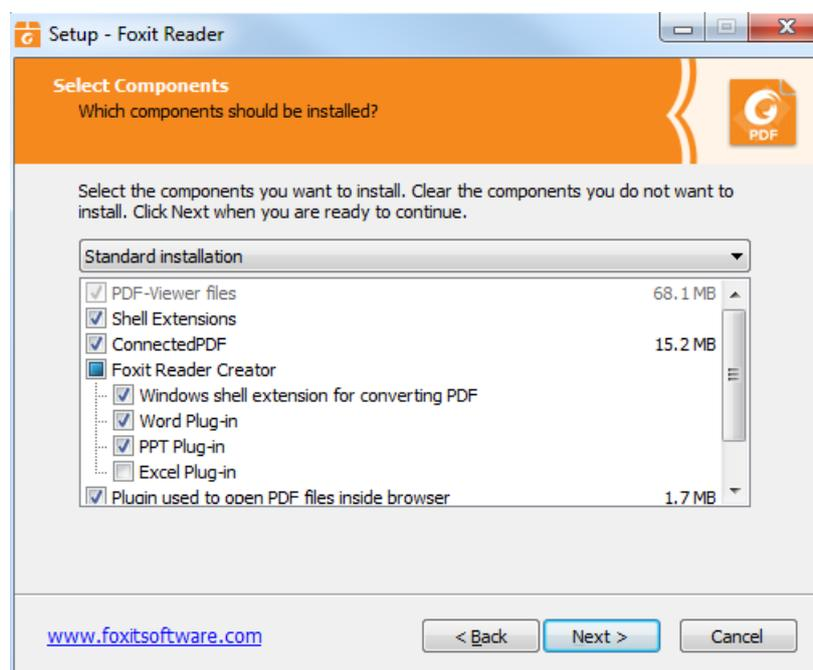 Setup - Foxit Reader
Select Components
Which components should be installed?
PDF
Select the components you want to install. Clear the components you do not want to
install. Click Next when you are ready to continue.
Standard installation
PDF-Viewer files 68.1 MB
Shell Extensions
ConnectedPDF 15.2 MB
Foxit Reader Creator
Windows shell extension for converting PDF
Word Plug-in
PPT Plug-in
Excel Plug-in
Plugin used to open PDF files inside browser 1.7 MB
www.foxitsoftware.com < Back Next > Cancel